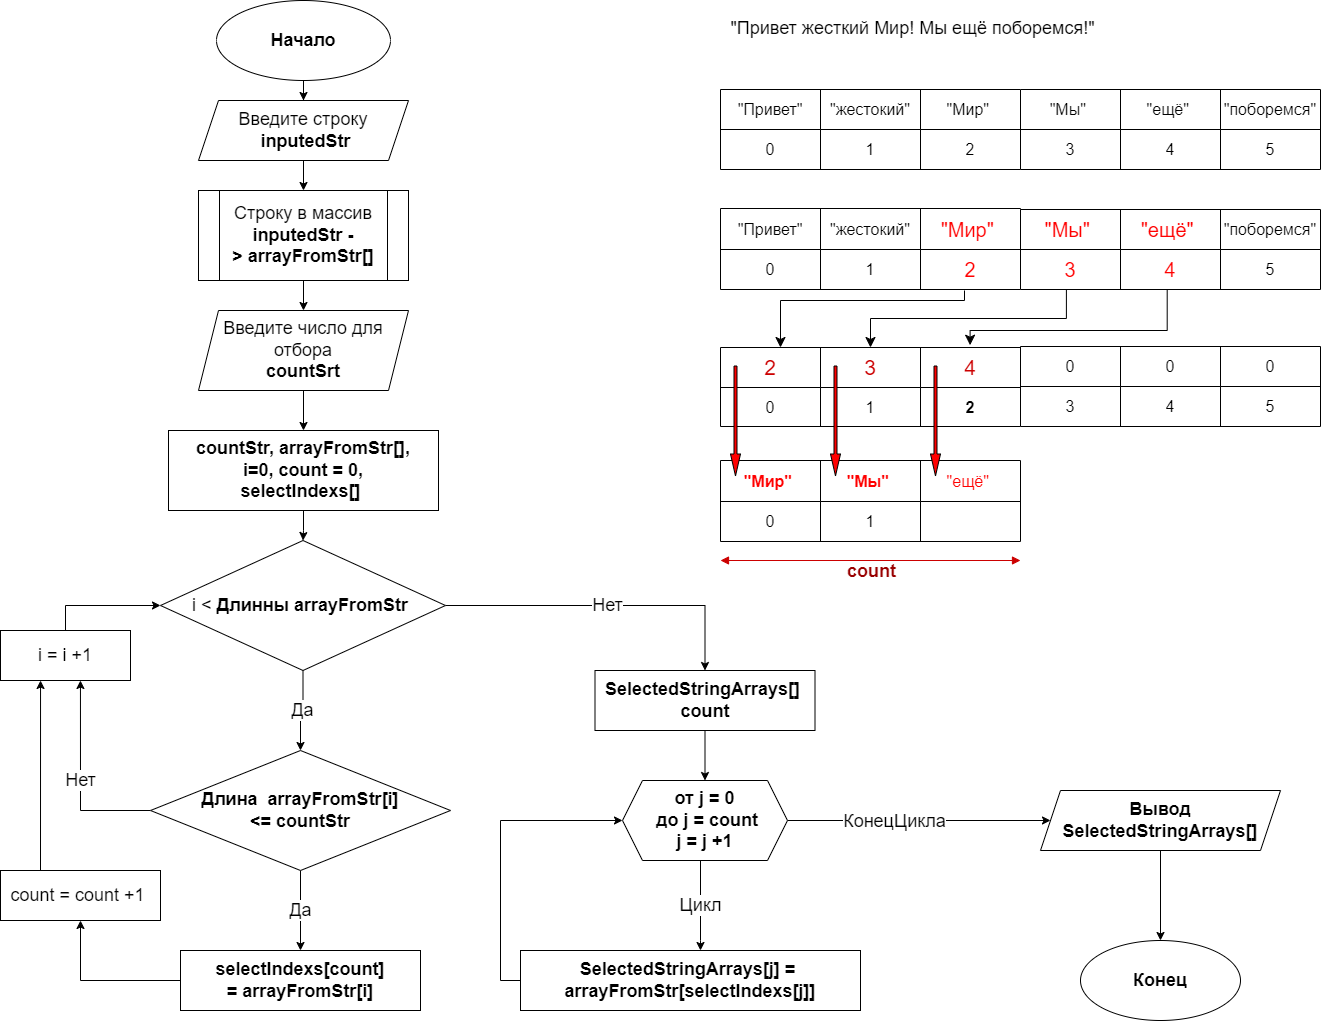 Начало
Введите строку
inputedStr
Строку в массив
inputedStr -
> arrayFromStr[]
Введите число для
отбора
countSrt
countStr, arrayFromStr[],
i=0, count = 0,
selectIndexs[]
i < Длинны arrayFromStr
i = i +1
Да
Нет
Длина arrayFromStr[i]
<= countStr
Нет
Да
count = count +1
selectIndexs[count]
= arrayFromStr[i]
SelectedStringArrays[]
count
от j = 0
до j = count
j = j +1
КонецЦикла
Цикл
SelectedStringArrays[j] =
arrayFromStr[selectIndexs[j]]
Вывод
SelectedStringArrays[]
Конец
"Привет жесткий Мир! Мы ещё поборемся!"
"Привет" "жестокий" "Мир" "Мы" "ещё" "поборемся"
0 1 2 3 4 5
"Привет" "жестокий" "Мир" "Мы" "ещё" "поборемся"
0 1 2 3 4 5
2 3 4 0 0 0
0 1 2 3 4 5
"Мир" "Мы" "ещё"
0 1
count